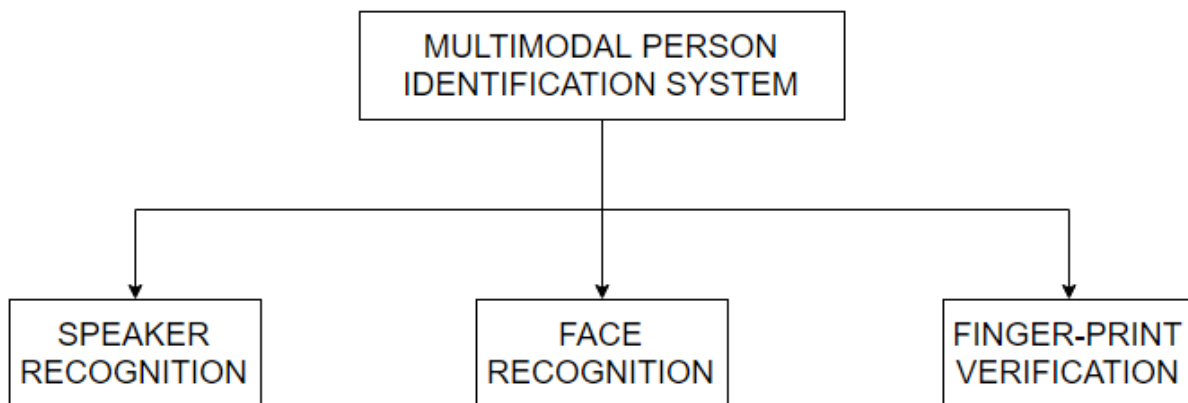 MULTIMODAL PERSON
IDENTIFICATION SYSTEM
SPEAKER
RECOGNITION
FACE
RECOGNITION
FINGER-PRINT
VERIFICATION